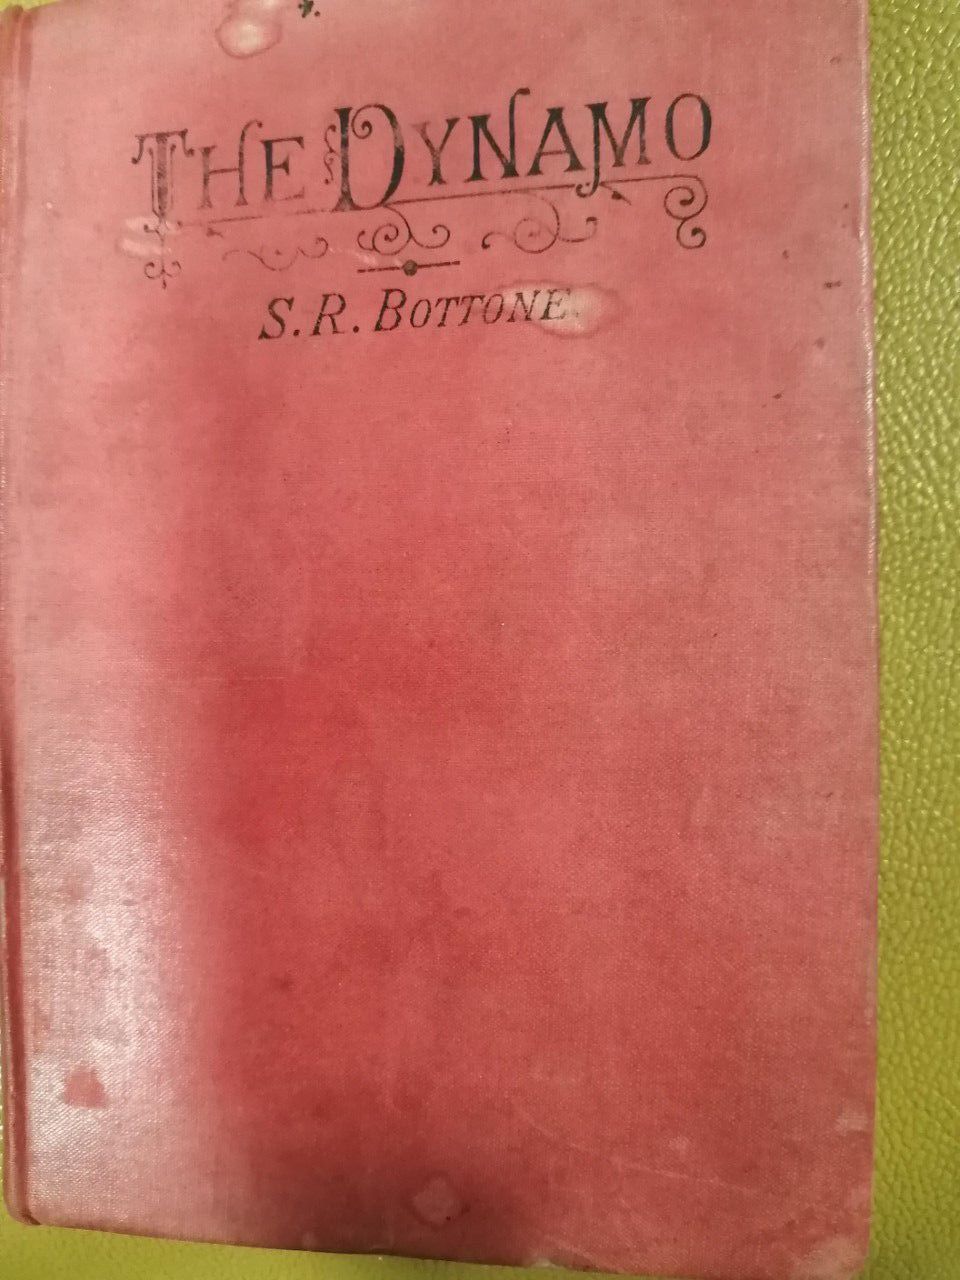 THE DYNAMO
S. R. BOTTONE.